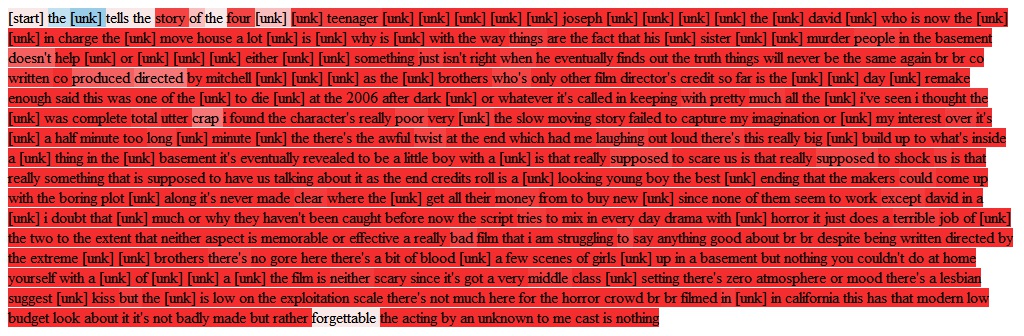 [start] the [unk] tells the story of the four [unk] [unk] teenager [unk] [unk] [unk] [unk] [unk] joseph [unk] [unk] [unk] [unk] the [unk] david [unk] who is now the [unk]
[unk] in charge the [unk] move house a lot [unk] is [unk] why is [unk] with the way things are the fact that his [unk] sister [unk] [unk] murder people in the basement
doesn't help [unk] or [unk] [unk] [unk] either [unk] [unk] something just isn't right when he eventually finds out the truth things will never be the same again br br co
written co produced directed by mitchell [unk] [unk] [unk] as the [unk] brothers who's only other film director's credit so far is the [unk] [unk] day [unk] remake
enough said this was one of the [unk] to die [unk] at the 2006 after dark [unk] or whatever it's called in keeping with pretty much all the [unk] i've seen i thought the
[unk] was complete total utter crap i found the character's really poor very [unk] the slow moving story failed to capture my imagination or [unk] my interest over it's
[unk] a half minute too long [unk] minute [unk] the there's the awful twist at the end which had me laughing out loud there's this really big [unk] build up to what's inside
a [unk] thing in the [unk] basement it's eventually revealed to be a little boy with a [unk] is that really supposed to scare us is that really supposed to shock us is that
really something that is supposed to have us talking about it as the end credits roll is a [unk] looking young boy the best [unk] ending that the makers could come up
with the boring plot [unk] along it's never made clear where the [unk] get all their money from to buy new [unk] since none of them seem to work except david in a
[unk] i doubt that [unk] much or why they haven't been caught before now the script tries to mix in every day drama with [unk] horror it just does a terrible job of [unk]
the two to the extent that neither aspect is memorable or effective a really bad film that i am struggling to say anything good about br br despite being written directed by
the extreme [unk] brothers there's no gore here there's a bit of blood [unk] a few scenes of girls [unk] up in a basement but nothing you couldn't do at home
yourself with a [unk] of [unk] [unk] a [unk] the film is neither scary since it's got a very middle class [unk] setting there's zero atmosphere or mood there's a lesbian
suggest [unk] kiss but the [unk] is low on the exploitation scale there's not much here for the horror crowd br br filmed in [unk] in california this has that modern low
budget look about it it's not badly made but rather forgettable the acting by an unknown to me cast is nothing